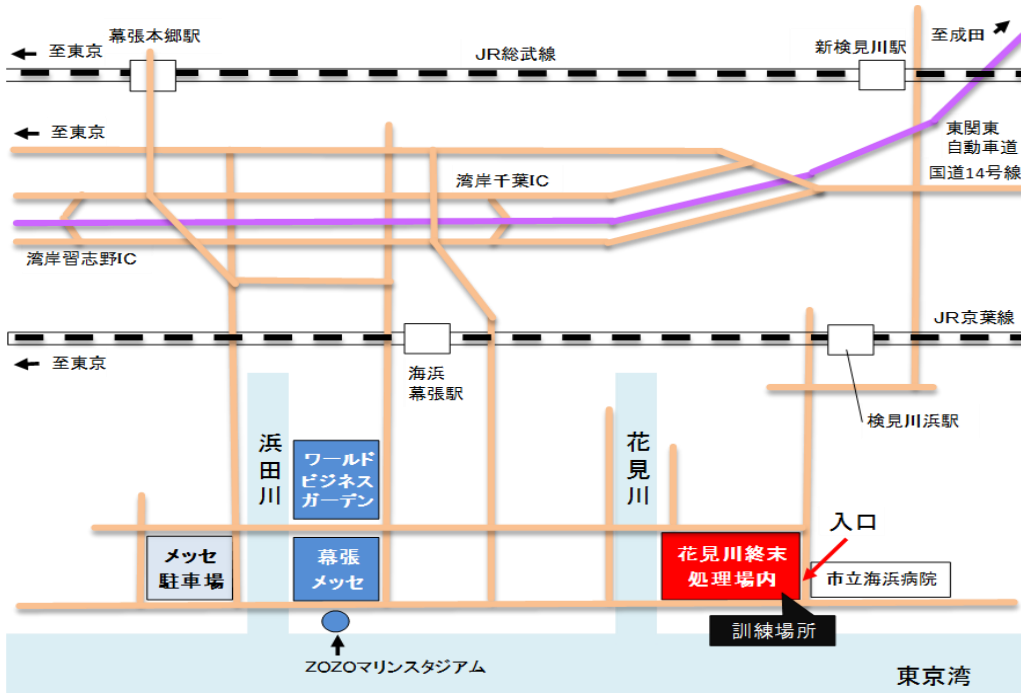 幕張本郷駅
至東京
JR総武線
新検見川駅
至成田
至東京
東関東
自動車道
湾岸千葉IC
国道14号線
湾岸習志野IC
JR京葉線
至東京
海浜
幕張駅
検見川浜駅
浜田川
ワールド
ビジネス
ガーデン
花見川
入口
メッセ
駐車場
幕張
メッセ
花見川終末
処理場内
市立海浜病院
訓練場所
ZOZOマリンスタジアム
東京湾